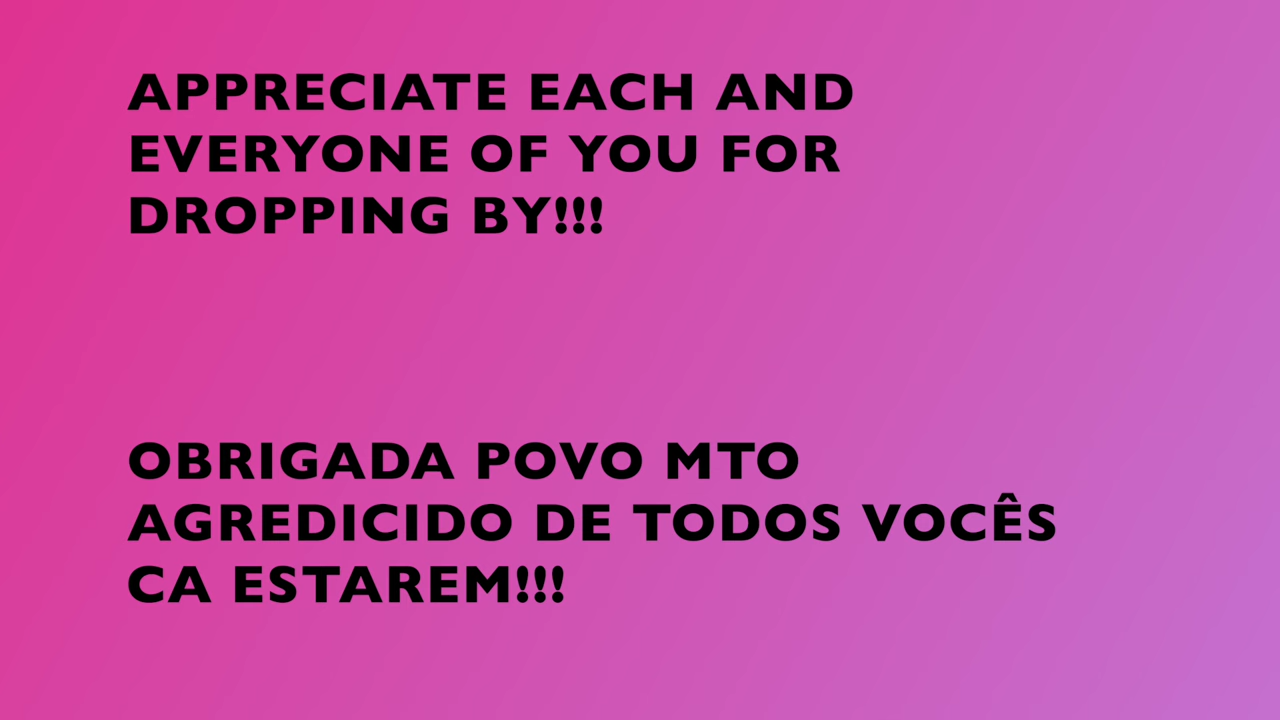 APPRECIATE EACH AND
EVERYONE OF YOU FOR
DROPPING BY!!!
OBRIGADA POVO MTO
AGREDICIDO DE TODOS VOCÊS
CA ESTAREM!!!